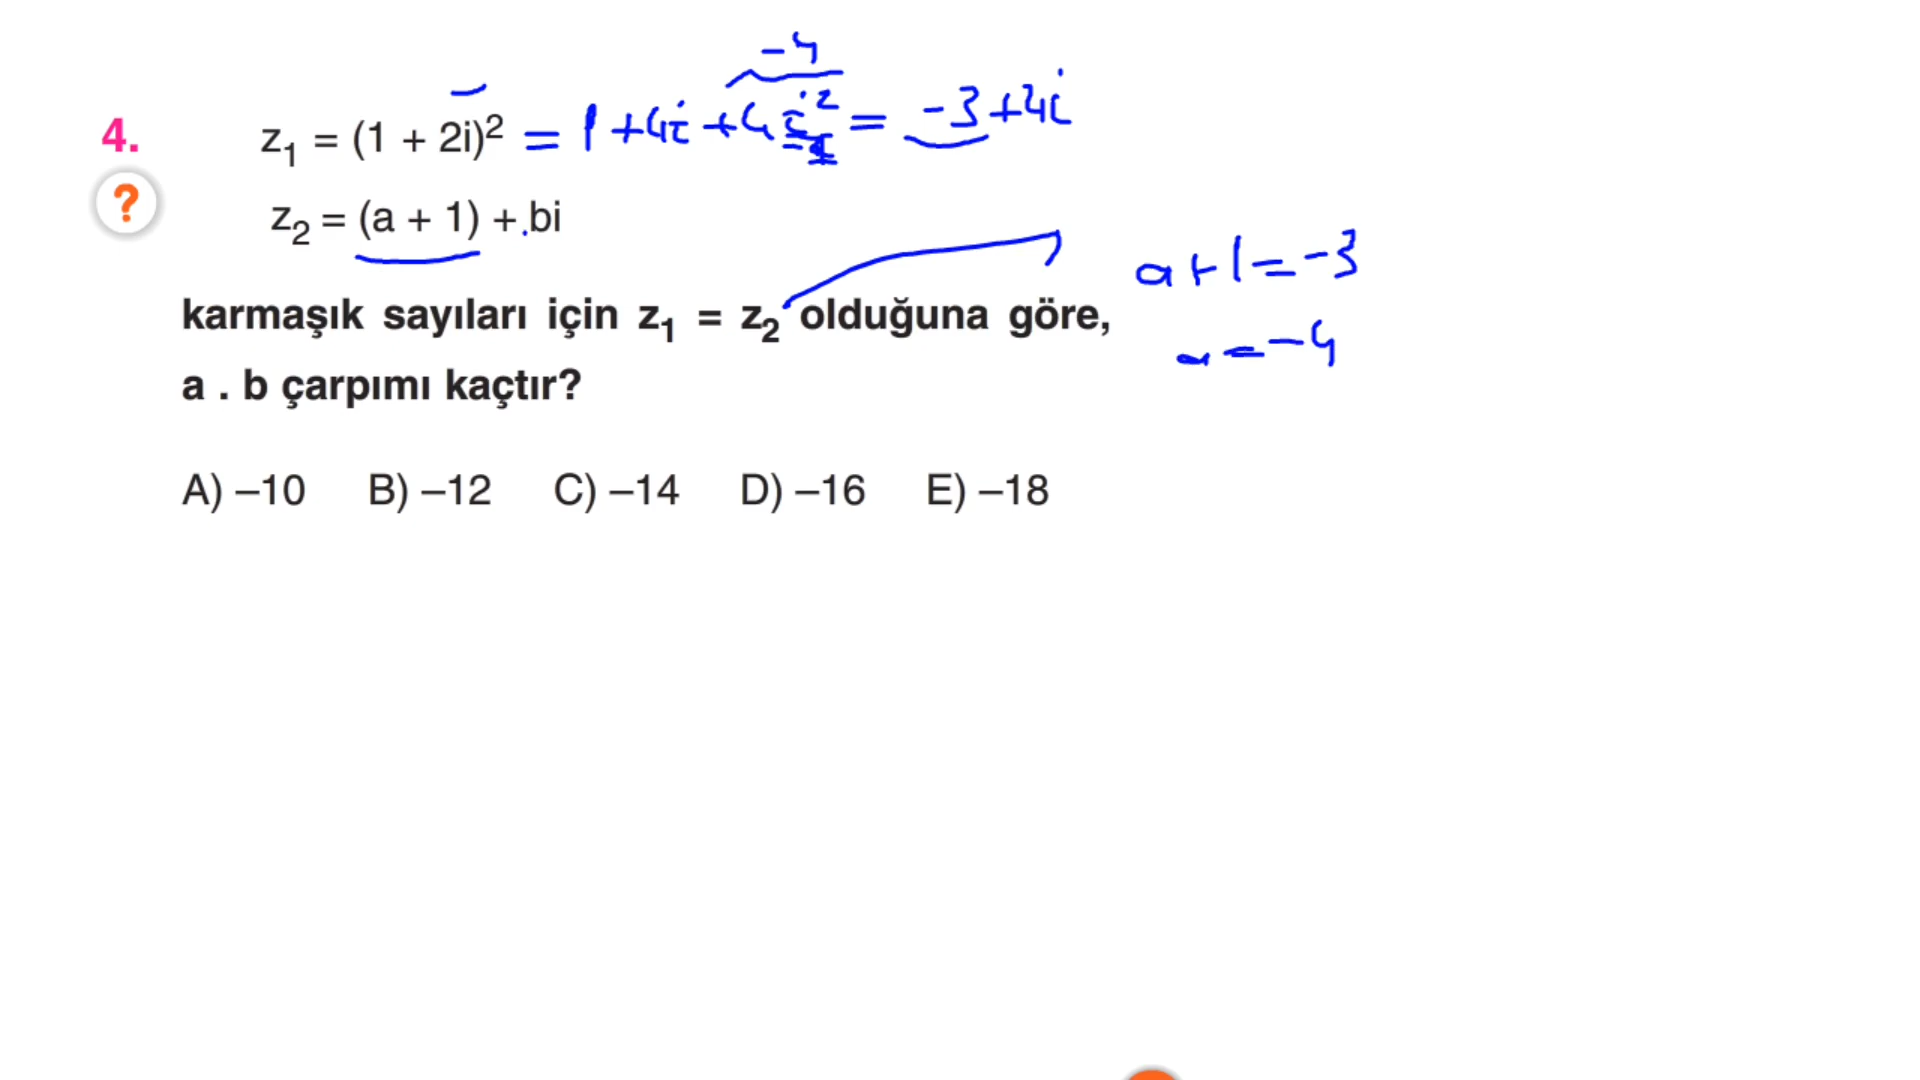 4. z₁ = (1 + 2i)² = 1 + 4i + 4i² = -3 + 4i
-4
-1
?
z₂ = (a + 1) + bi
a + 1 = -3
karmaşık sayıları için z₁ = z₂ olduğuna göre,
a = -4
a . b çarpımı kaçtır?
A) –10 B) –12 C) –14 D) –16 E) –18